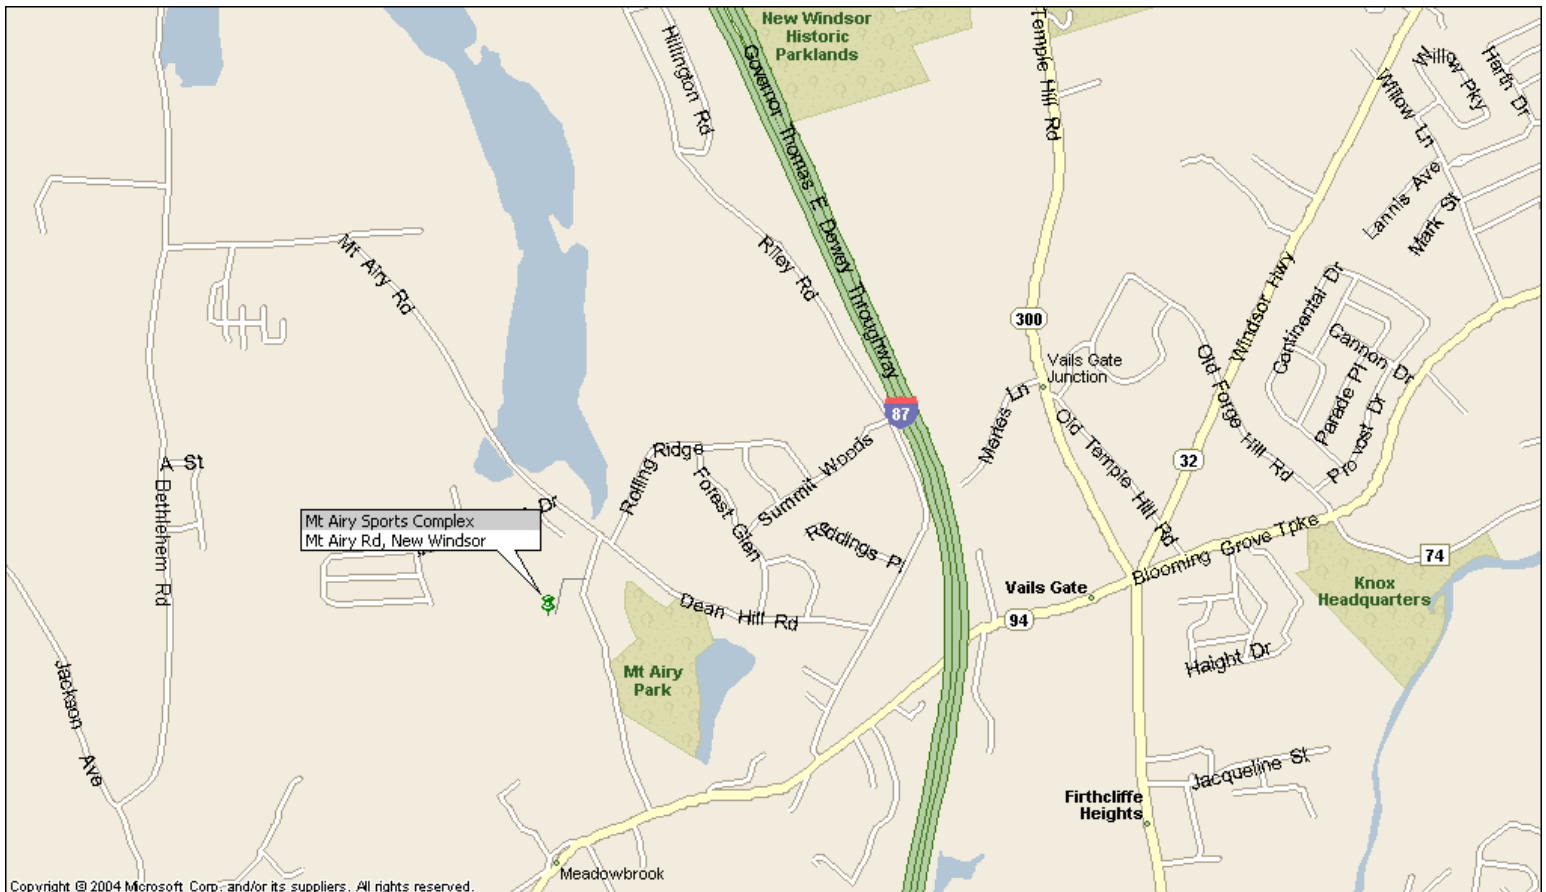 New Windsor
Historic
Parklands
Temple Hill Rd
Hillington Rd
Governor Thomas E Dewey Throughway
Willow Pky
Harth Dr
Willow Ln
Lannis Ave
Mark St
Mt Airy Rd
Riley Rd
Windsor Hwy
Continental Dr
300
Vails Gate
Junction
Cannon Dr
Old Forge Hill Rd
Parade Pl
Provost Dr
87
Merles Ln
Old Temple Hill Rd
32
A St
Bethlehem Rd
Rolling Ridge
Forest Glen
Summit Woods
Dr
Mt Airy Sports Complex
Mt Airy Rd, New Windsor
Reddings Pl
Blooming Grove Tpke
74
Vails Gate
Knox
Headquarters
94
Dean Hill Rd
Haight Dr
Mt Airy
Park
Jackson Ave
Jacqueline St
Firthcliffe
Heights
Meadowbrook
Copyright © 2004 Microsoft Corp. and/or its suppliers. All rights reserved.